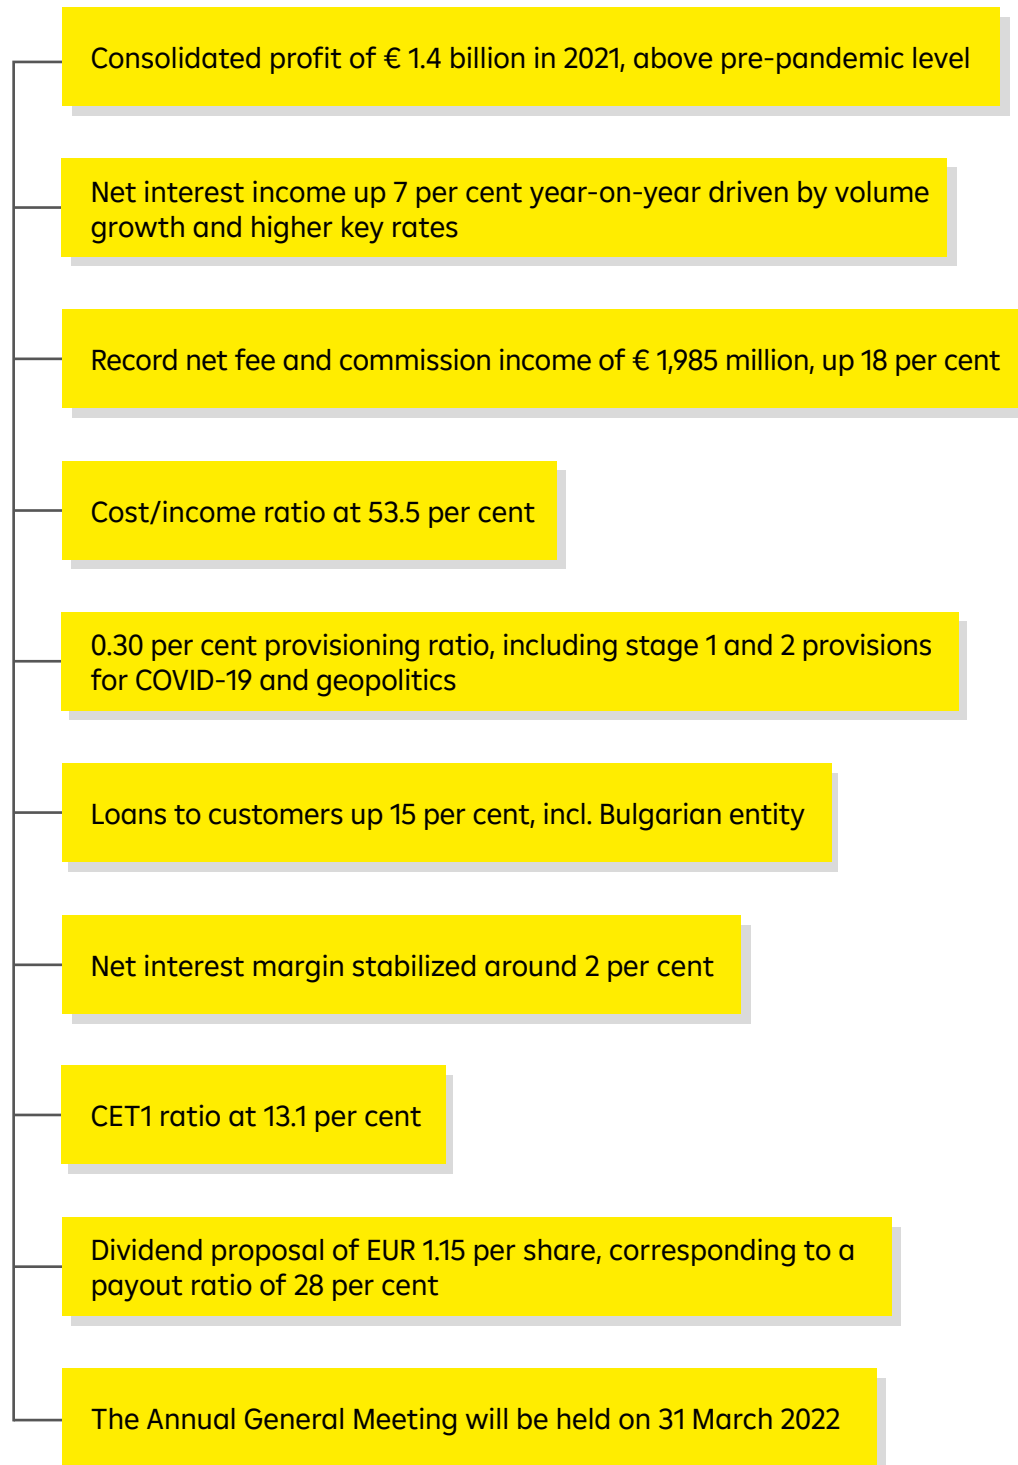 Consolidated profit of € 1.4 billion in 2021, above pre-pandemic level
Net interest income up 7 per cent year-on-year driven by volume
growth and higher key rates
Record net fee and commission income of € 1,985 million, up 18 per cent
Cost/income ratio at 53.5 per cent
0.30 per cent provisioning ratio, including stage 1 and 2 provisions
for COVID-19 and geopolitics
Loans to customers up 15 per cent, incl. Bulgarian entity
Net interest margin stabilized around 2 per cent
CET1 ratio at 13.1 per cent
Dividend proposal of EUR 1.15 per share, corresponding to a
payout ratio of 28 per cent
The Annual General Meeting will be held on 31 March 2022